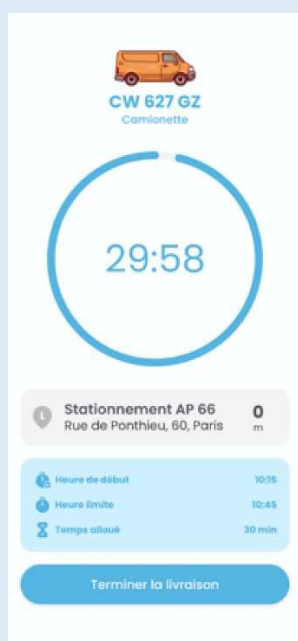 CW 627 GZ
Camionette
29:58
L
Stationnement AP 66
Rue de Ponthieu, 60, Paris
0
m
Heure de début 10:15
Heure limite 10:45
Temps alloué 30 min
Terminer la livraison